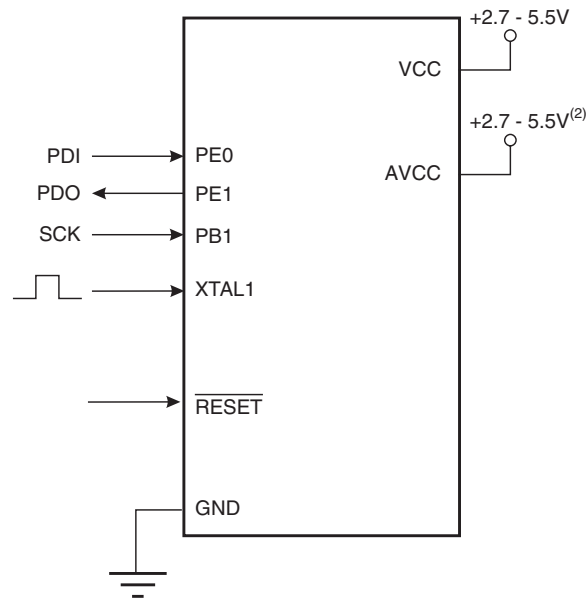 +2.7 - 5.5V
VCC
+2.7 - 5.5V(2)
PDI PE0
AVCC
PDO PE1
SCK PB1
XTAL1
RESET
GND